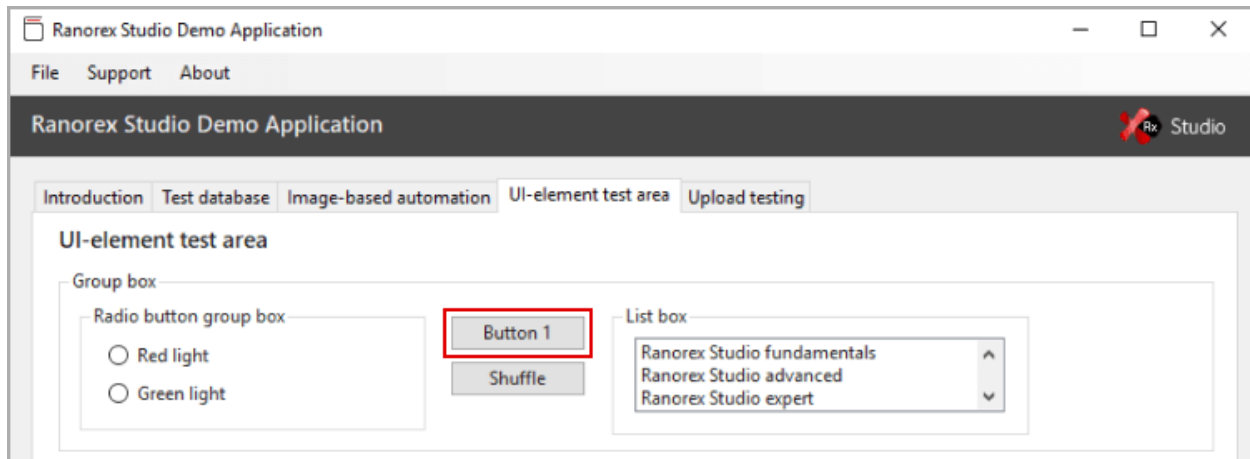 Ranorex Studio Demo Application
File Support About
Ranorex Studio Demo Application
Rx Studio
Introduction Test database Image-based automation UI-element test area Upload testing
UI-element test area
Group box
Radio button group box
Red light
Green light
Button 1
Shuffle
List box
Ranorex Studio fundamentals
Ranorex Studio advanced
Ranorex Studio expert